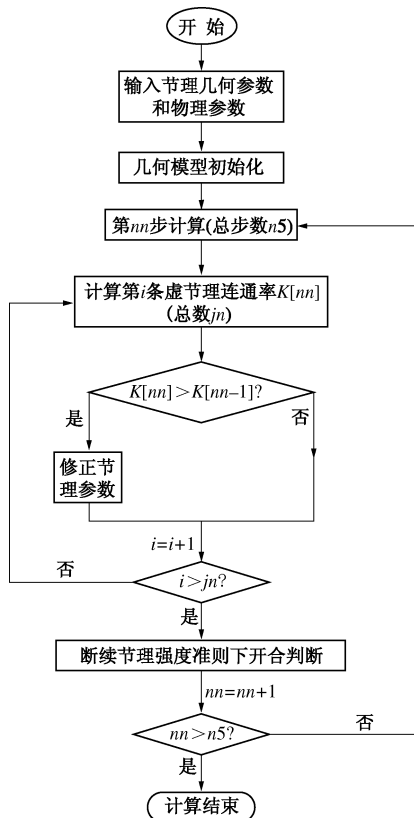 开 始
输入节理几何参数
和物理参数
几何模型初始化
第nn步计算(总步数n5)
计算第i条虚节理连通率K[nn]
(总数jn)
K[nn]>K[nn-1]?
是
否
修正节
理参数
i=i+1
否
i>jn?
是
断续节理强度准则下开合判断
nn=nn+1
nn>n5?
否
是
计算结束